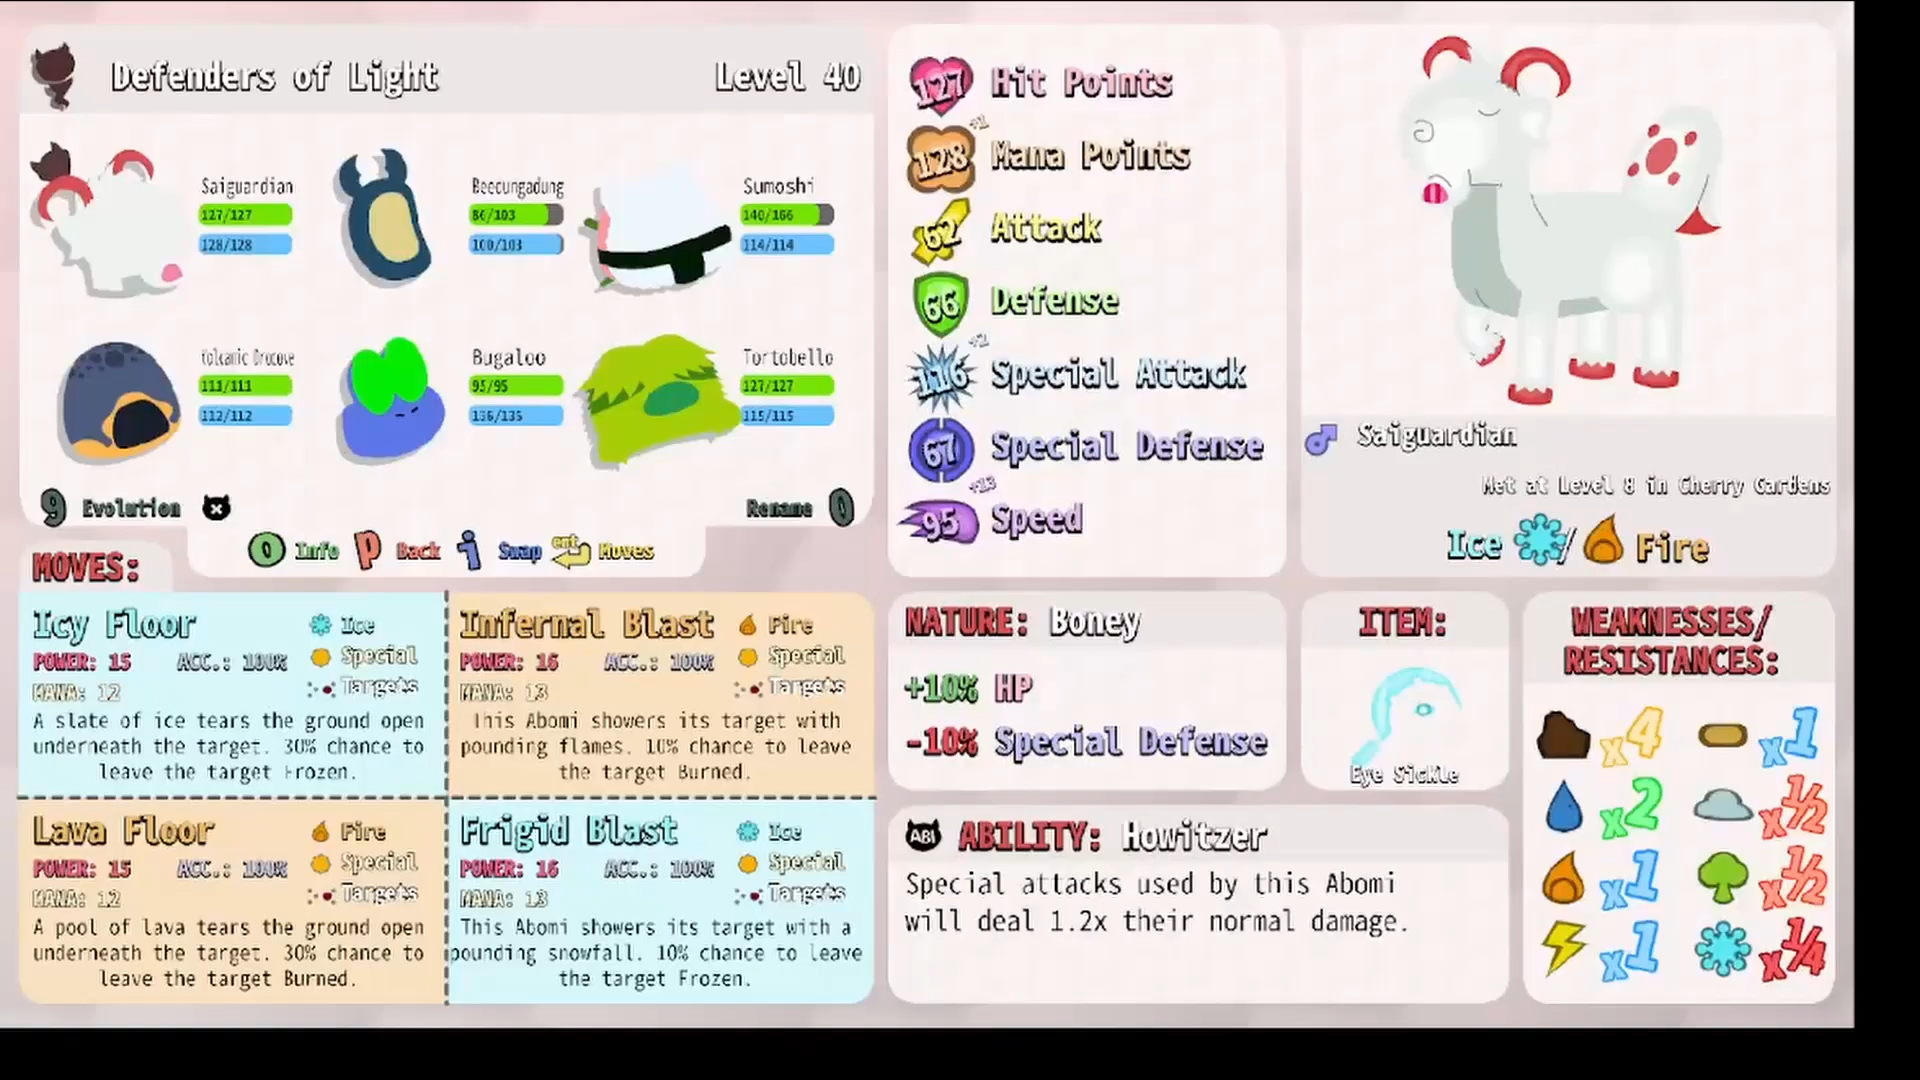 Defenders of Light
Level 40
Saiguardian
127/127
128/128
Beecungadung
86/103
100/103
Sumoshi
140/166
114/114
Volcanic Orocove
111/111
112/112
Bugaloo
95/95
136/136
Tortobello
127/127
115/115
9 Evolution
Rename 0
O Info P Back i Swap ent Moves
127 Hit Points
+1
128 Mana Points
62 Attack
66 Defense
+2
116 Special Attack
67 Special Defense
+13
95 Speed
Saiguardian
Met at Level 8 in Cherry Gardens
Ice / Fire
MOVES:
Icy Floor
Ice
POWER: 15 ACC.: 100% Special
MANA: 12 Targets
A slate of ice tears the ground open
underneath the target. 30% chance to
leave the target Frozen.
Infernal Blast
Fire
POWER: 16 ACC.: 100% Special
MANA: 13 Targets
This Abomi showers its target with
pounding flames. 10% chance to leave
the target Burned.
Lava Floor
Fire
POWER: 15 ACC.: 100% Special
MANA: 12 Targets
A pool of lava tears the ground open
underneath the target. 30% chance to
leave the target Burned.
Frigid Blast
Ice
POWER: 16 ACC.: 100% Special
MANA: 13 Targets
This Abomi showers its target with a
pounding snowfall. 10% chance to leave
the target Frozen.
NATURE: Boney
+10% HP
-10% Special Defense
ITEM:
Eye Sickle
ABI ABILITY: Howitzer
Special attacks used by this Abomi
will deal 1.2x their normal damage.
WEAKNESSES/
RESISTANCES:
x4 x1
x2 x½
x1 x½
x1 x¼